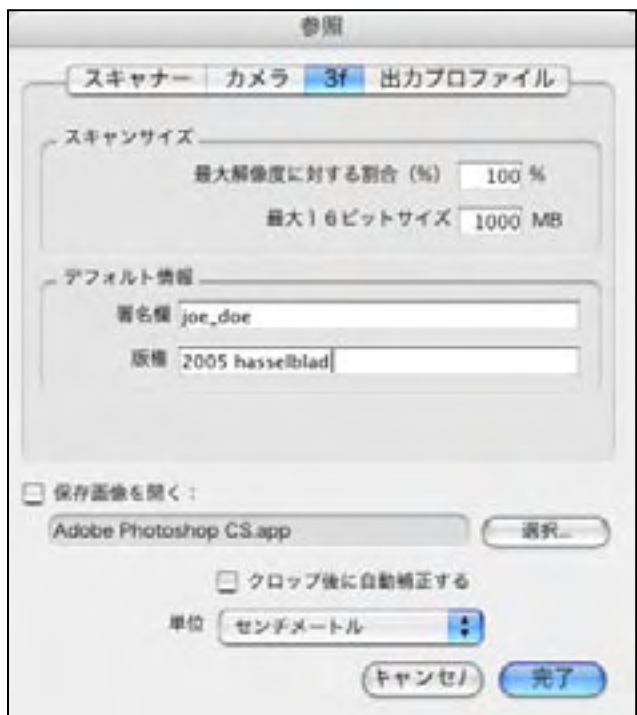 参照
スキャナー カメラ 3f 出力プロファイル
スキャンサイズ
最大解像度に対する割合（%） 100 %
最大16ビットサイズ 1000 MB
デフォルト情報
署名欄 joe_doe
版権 2005 hasselblad
保存画像を開く：
Adobe Photoshop CS.app 選択...
クロップ後に自動補正する
単位 センチメートル
キャンセル 完了